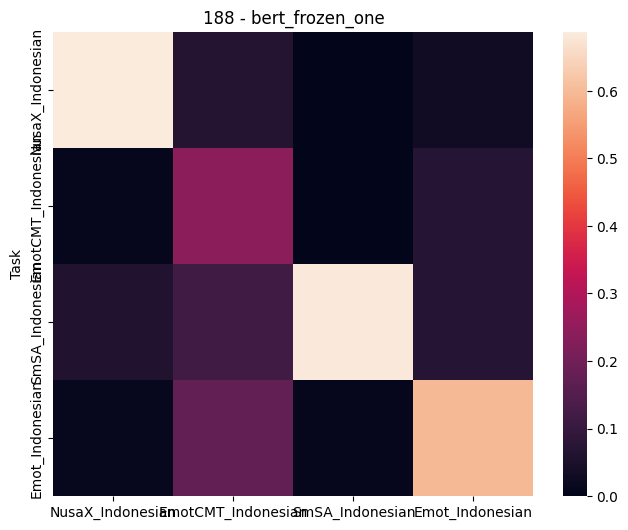 188 - bert_frozen_one
Task
NusaX_Indonesian
EmotCMT_Indonesian
SmSA_Indonesian
Emot_Indonesian
NusaX_Indonesian
EmotCMT_Indonesian
SmSA_Indonesian
Emot_Indonesian
0.6
0.5
0.4
0.3
0.2
0.1
0.0